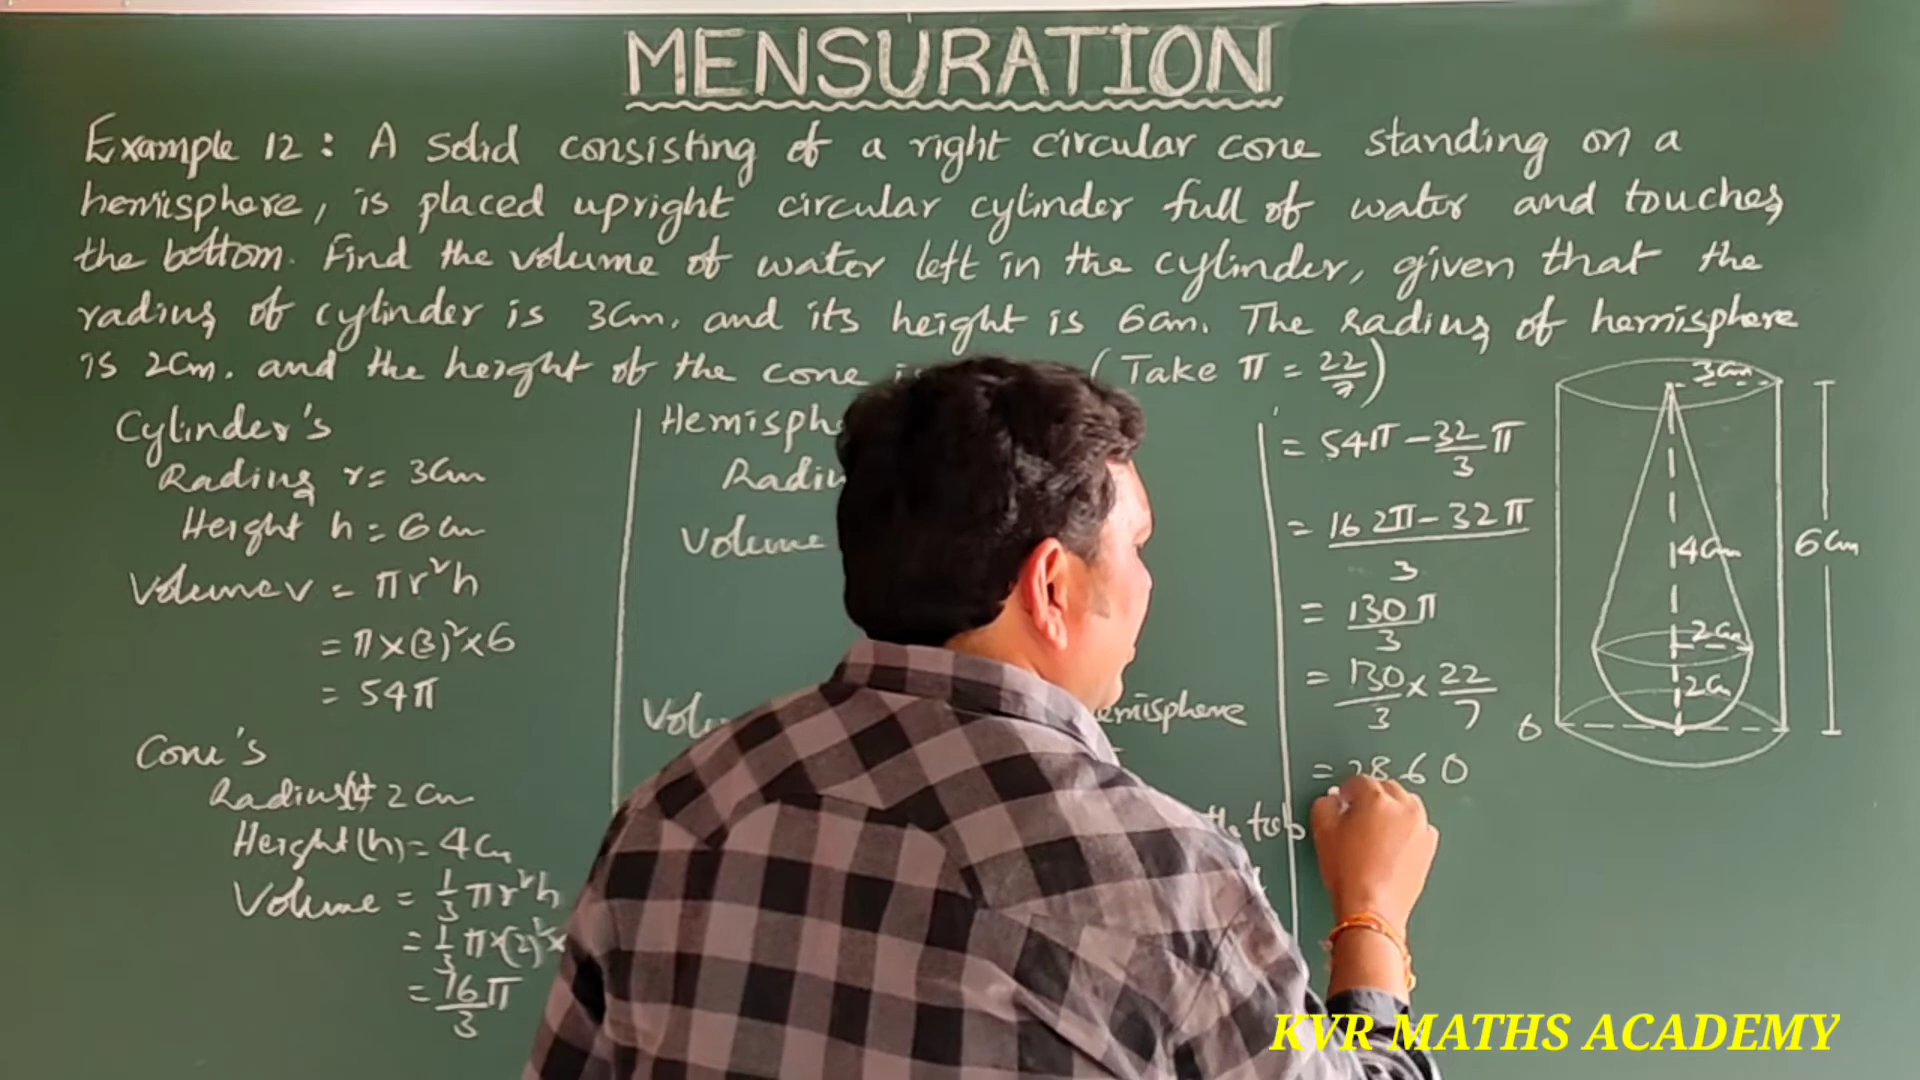 MENSURATION
Example 12: A solid consisting of a right circular cone standing on a
hemisphere, is placed upright circular cylinder full of water and touches
the bottom. Find the volume of water left in the cylinder, given that the
radius of cylinder is 3cm. and its height is 6cm. The radius of hemisphere
is 2cm. and the height of the cone (Take π = 22/7)
Cylinder's
Radius r = 3cm
Height h = 6cm
Volume v = πr²h
= π×(3)²×6
= 54π
Cone's
Radius(r) = 2cm
Height(h) = 4cm
Volume = 1/3 πr²h
= 1/3 π×(2)²×
= 16π/3
= 54π – 32/3 π
= 162π – 32π / 3
= 130π/3
= 130/3 × 22/7
= 2860
3cm
4cm
6cm
2cm
2cm
KVR MATHS ACADEMY